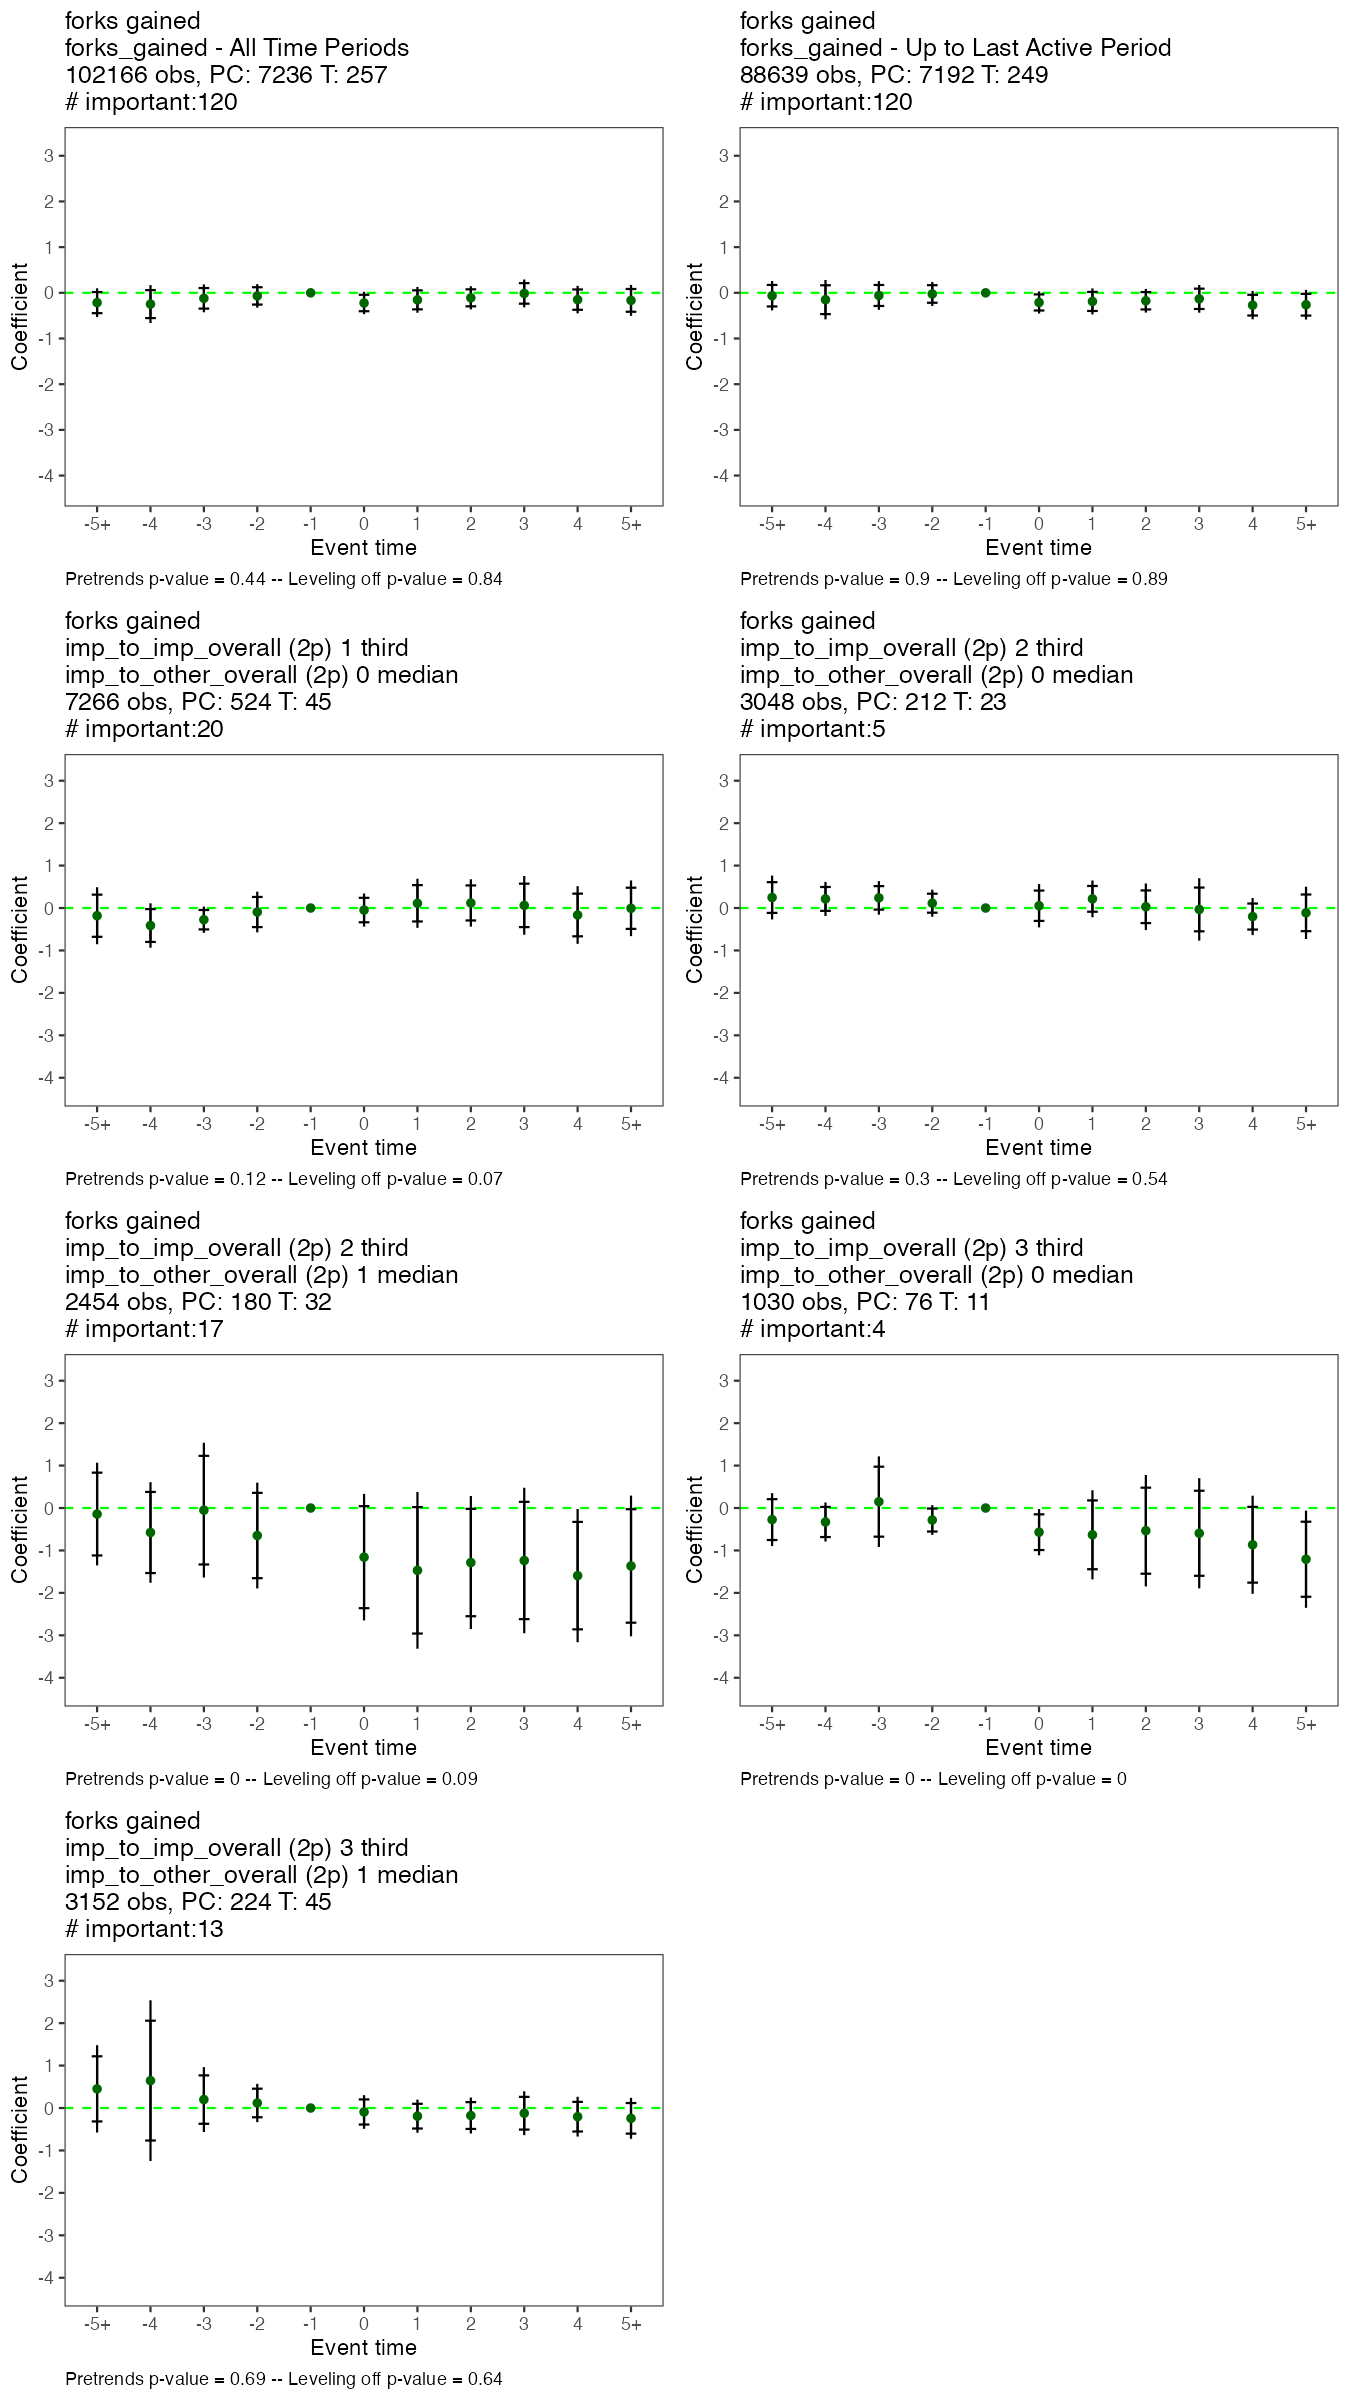 forks gained
forks_gained - All Time Periods
102166 obs, PC: 7236 T: 257
# important:120
3
2
1
0
-1
-2
-3
-4
Coefficient
-5+ -4 -3 -2 -1 0 1 2 3 4 5+
Event time
Pretrends p-value = 0.44 -- Leveling off p-value = 0.84
forks gained
forks_gained - Up to Last Active Period
88639 obs, PC: 7192 T: 249
# important:120
3
2
1
0
-1
-2
-3
-4
Coefficient
-5+ -4 -3 -2 -1 0 1 2 3 4 5+
Event time
Pretrends p-value = 0.9 -- Leveling off p-value = 0.89
forks gained
imp_to_imp_overall (2p) 1 third
imp_to_other_overall (2p) 0 median
7266 obs, PC: 524 T: 45
# important:20
3
2
1
0
-1
-2
-3
-4
Coefficient
-5+ -4 -3 -2 -1 0 1 2 3 4 5+
Event time
Pretrends p-value = 0.12 -- Leveling off p-value = 0.07
forks gained
imp_to_imp_overall (2p) 2 third
imp_to_other_overall (2p) 0 median
3048 obs, PC: 212 T: 23
# important:5
3
2
1
0
-1
-2
-3
-4
Coefficient
-5+ -4 -3 -2 -1 0 1 2 3 4 5+
Event time
Pretrends p-value = 0.3 -- Leveling off p-value = 0.54
forks gained
imp_to_imp_overall (2p) 2 third
imp_to_other_overall (2p) 1 median
2454 obs, PC: 180 T: 32
# important:17
3
2
1
0
-1
-2
-3
-4
Coefficient
-5+ -4 -3 -2 -1 0 1 2 3 4 5+
Event time
Pretrends p-value = 0 -- Leveling off p-value = 0.09
forks gained
imp_to_imp_overall (2p) 3 third
imp_to_other_overall (2p) 0 median
1030 obs, PC: 76 T: 11
# important:4
3
2
1
0
-1
-2
-3
-4
Coefficient
-5+ -4 -3 -2 -1 0 1 2 3 4 5+
Event time
Pretrends p-value = 0 -- Leveling off p-value = 0
forks gained
imp_to_imp_overall (2p) 3 third
imp_to_other_overall (2p) 1 median
3152 obs, PC: 224 T: 45
# important:13
3
2
1
0
-1
-2
-3
-4
Coefficient
-5+ -4 -3 -2 -1 0 1 2 3 4 5+
Event time
Pretrends p-value = 0.69 -- Leveling off p-value = 0.64